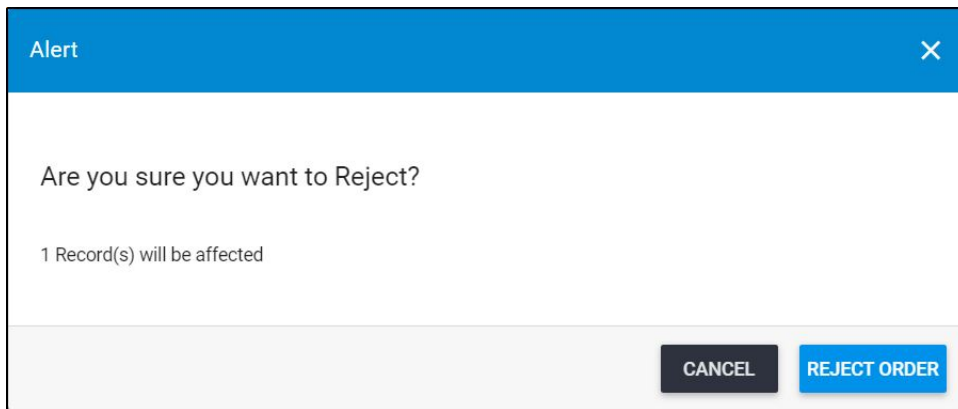 Alert
Are you sure you want to Reject?
1 Record(s) will be affected
CANCEL REJECT ORDER